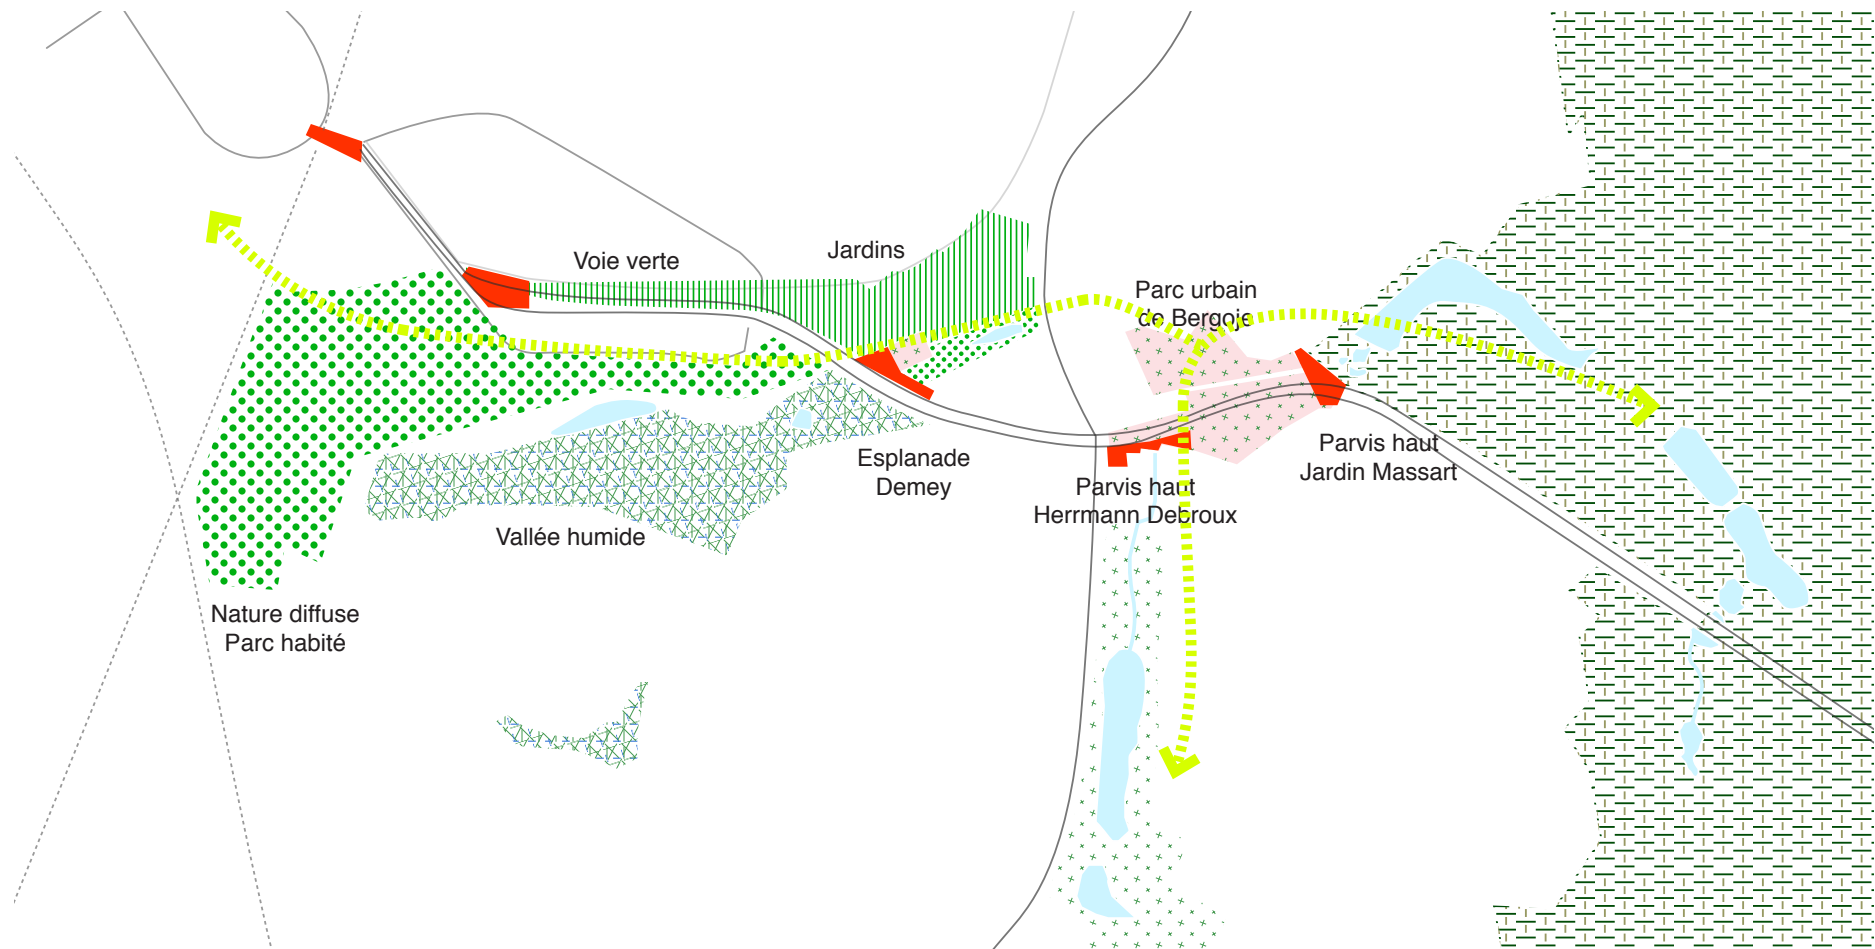 Voie verte
Jardins
Parc urbain
de Bergoje
Esplanade
Demey
Parvis haut
Jardin Massart
Parvis haut
Herrmann Debroux
Vallée humide
Nature diffuse
Parc habité